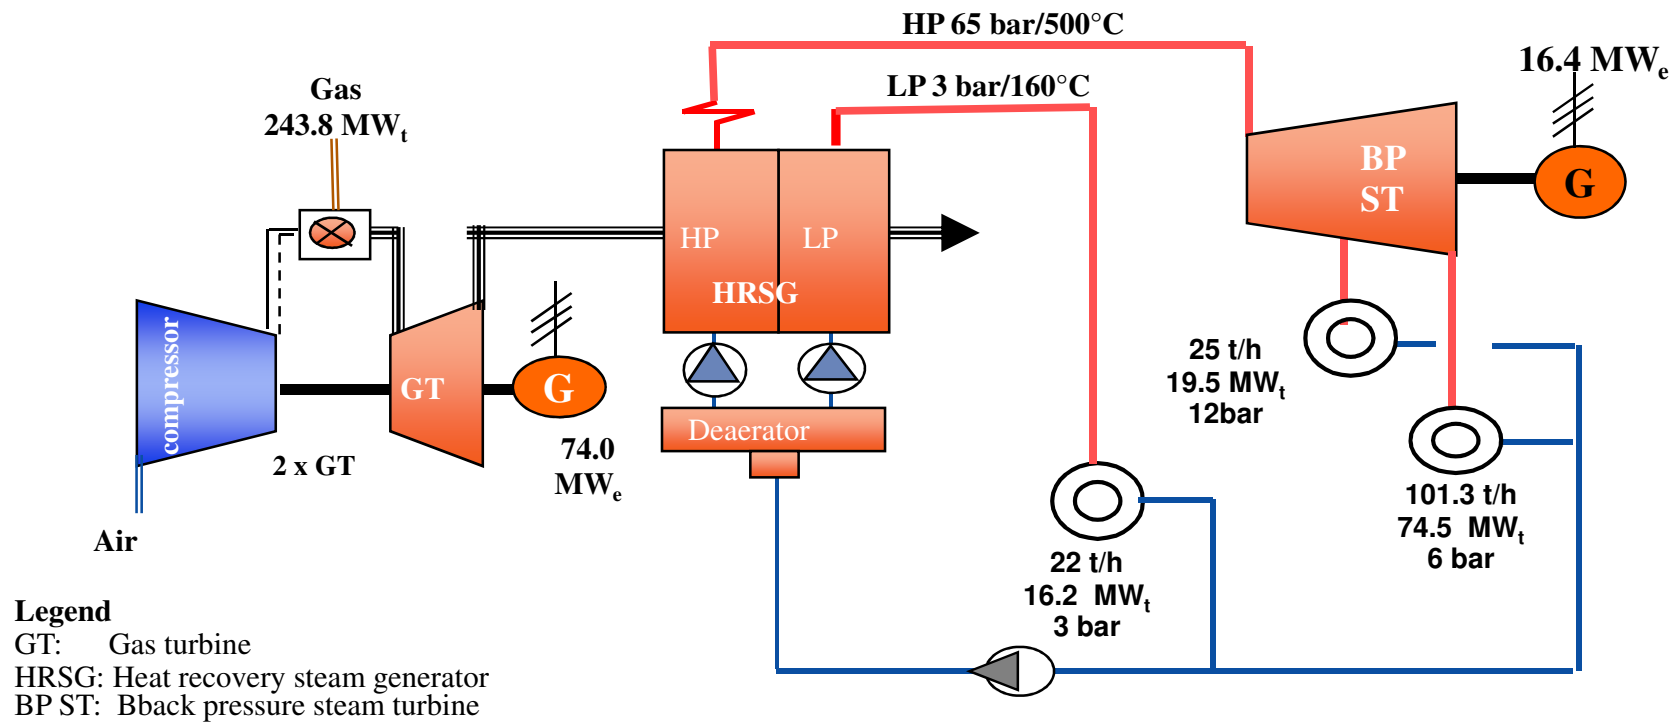 HP 65 bar/500°C
16.4 MWe
LP 3 bar/160°C
Gas
243.8 MWt
BP
ST
G
HP
LP
HRSG
compressor
GT
G
25 t/h
19.5 MWt
12bar
Deaerator
74.0
MWe
2 x GT
101.3 t/h
74.5 MWt
6 bar
Air
22 t/h
16.2 MWt
3 bar
Legend
GT: Gas turbine
HRSG: Heat recovery steam generator
BP ST: Bback pressure steam turbine